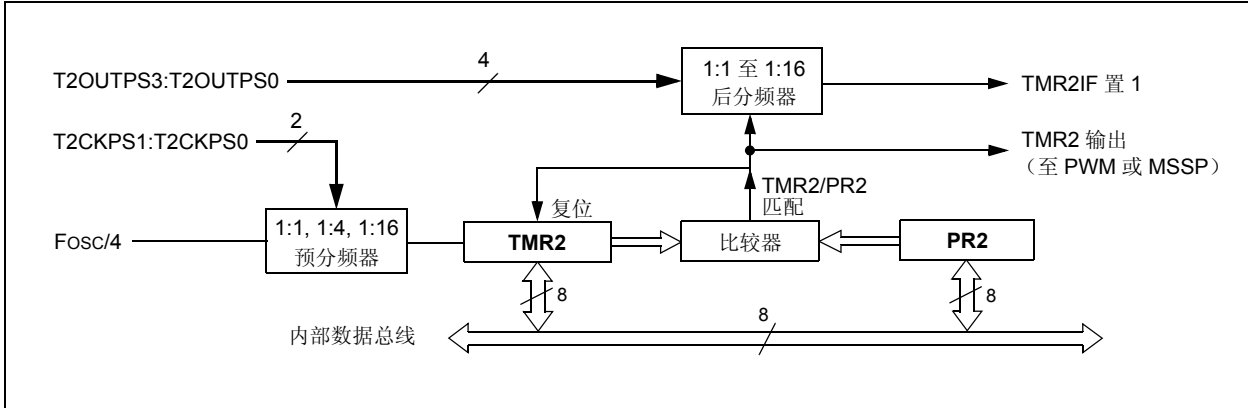 T2OUTPS3:T2OUTPS0
4
1:1 至 1:16
后分频器
TMR2IF 置 1
T2CKPS1:T2CKPS0
2
TMR2 输出
（至 PWM 或 MSSP）
TMR2/PR2
匹配
复位
FOSC/4
1:1, 1:4, 1:16
预分频器
TMR2
比较器
PR2
8
8
8
内部数据总线